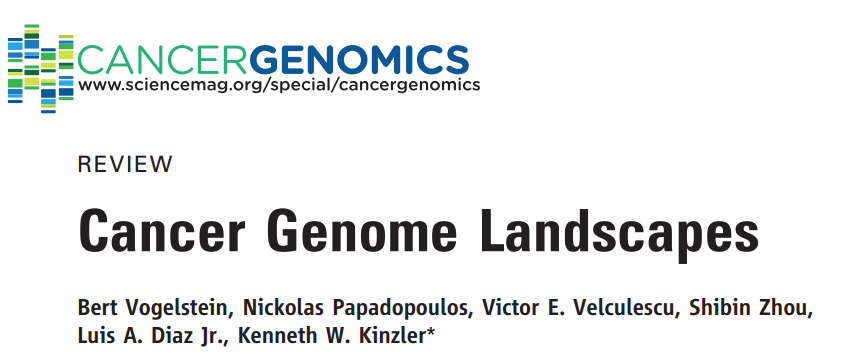 CANCERGENOMICS
www.sciencemag.org/special/cancergenomics
REVIEW
Cancer Genome Landscapes
Bert Vogelstein, Nickolas Papadopoulos, Victor E. Velculescu, Shibin Zhou,
Luis A. Diaz Jr., Kenneth W. Kinzler*